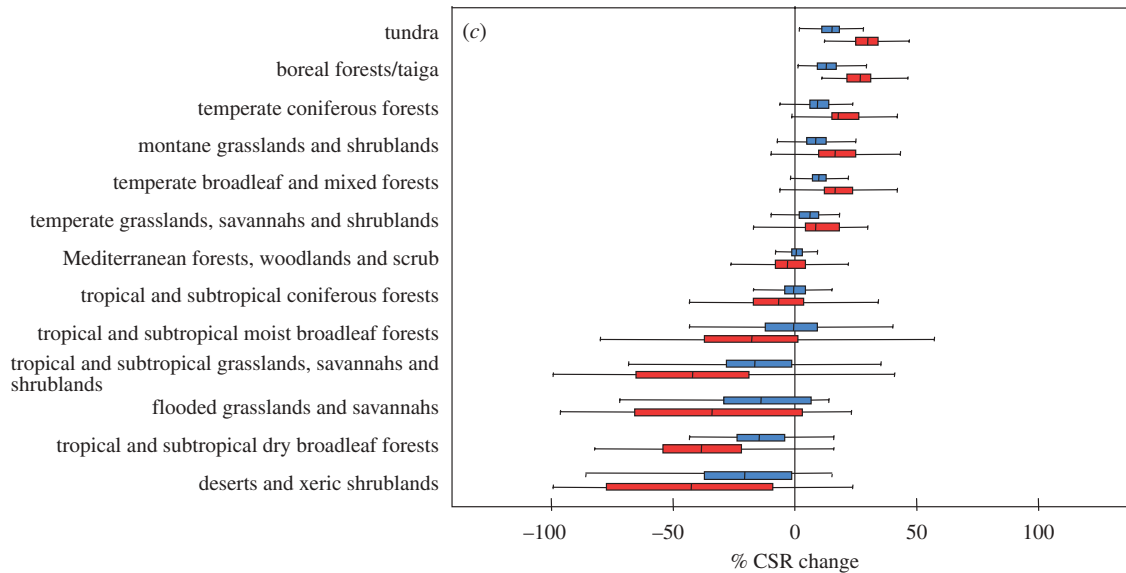 (c)
tundra
boreal forests/taiga
temperate coniferous forests
montane grasslands and shrublands
temperate broadleaf and mixed forests
temperate grasslands, savannahs and shrublands
Mediterranean forests, woodlands and scrub
tropical and subtropical coniferous forests
tropical and subtropical moist broadleaf forests
tropical and subtropical grasslands, savannahs and
shrublands
flooded grasslands and savannahs
tropical and subtropical dry broadleaf forests
deserts and xeric shrublands
−100 −50 0 50 100
% CSR change